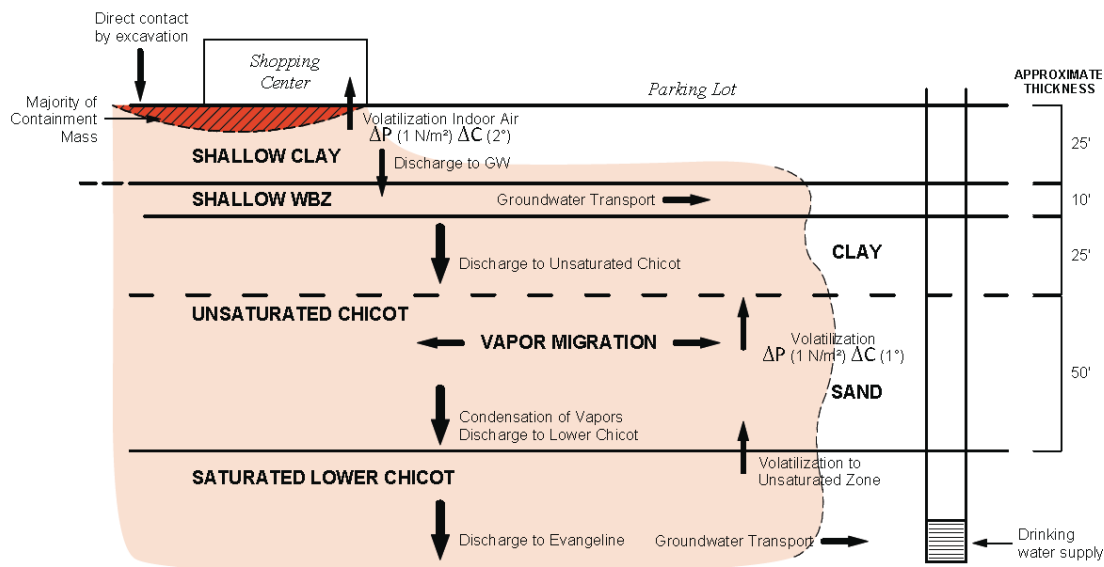 Direct contact
by excavation
Shopping
Center
Parking Lot
APPROXIMATE
THICKNESS
Majority of
Containment
Mass
Volatilization Indoor Air
ΔP (1 N/m²) ΔC (2°)
25'
SHALLOW CLAY
Discharge to GW
SHALLOW WBZ
Groundwater Transport
10'
Discharge to Unsaturated Chicot
CLAY
25'
UNSATURATED CHICOT
VAPOR MIGRATION
Volatilization
ΔP (1 N/m²) ΔC (1°)
50'
SAND
Condensation of Vapors
Discharge to Lower Chicot
SATURATED LOWER CHICOT
Volatilization to
Unsaturated Zone
Discharge to Evangeline
Groundwater Transport
Drinking
water supply